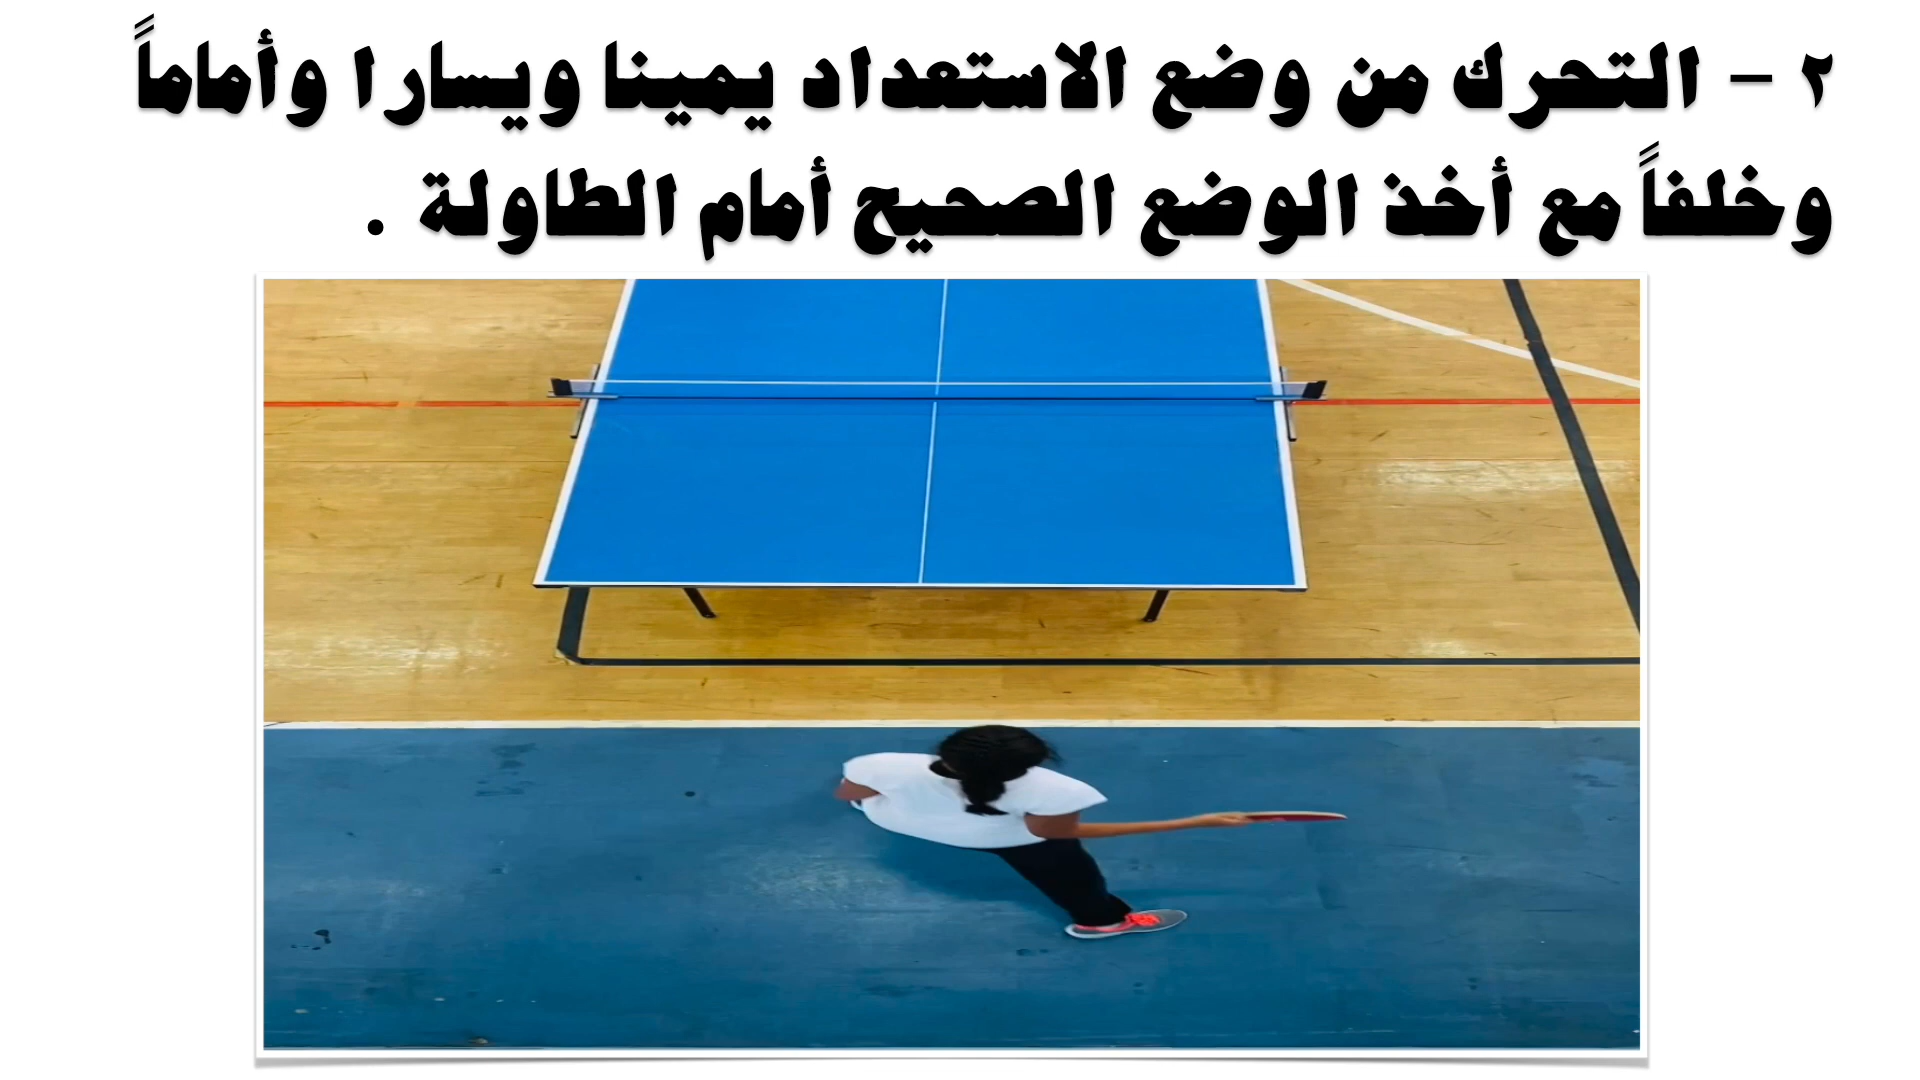 ٢ – التحرك من وضع الاستعداد يمينا ويسارا وأماماً
وخلفاً مع أخذ الوضع الصحيح أمام الطاولة .